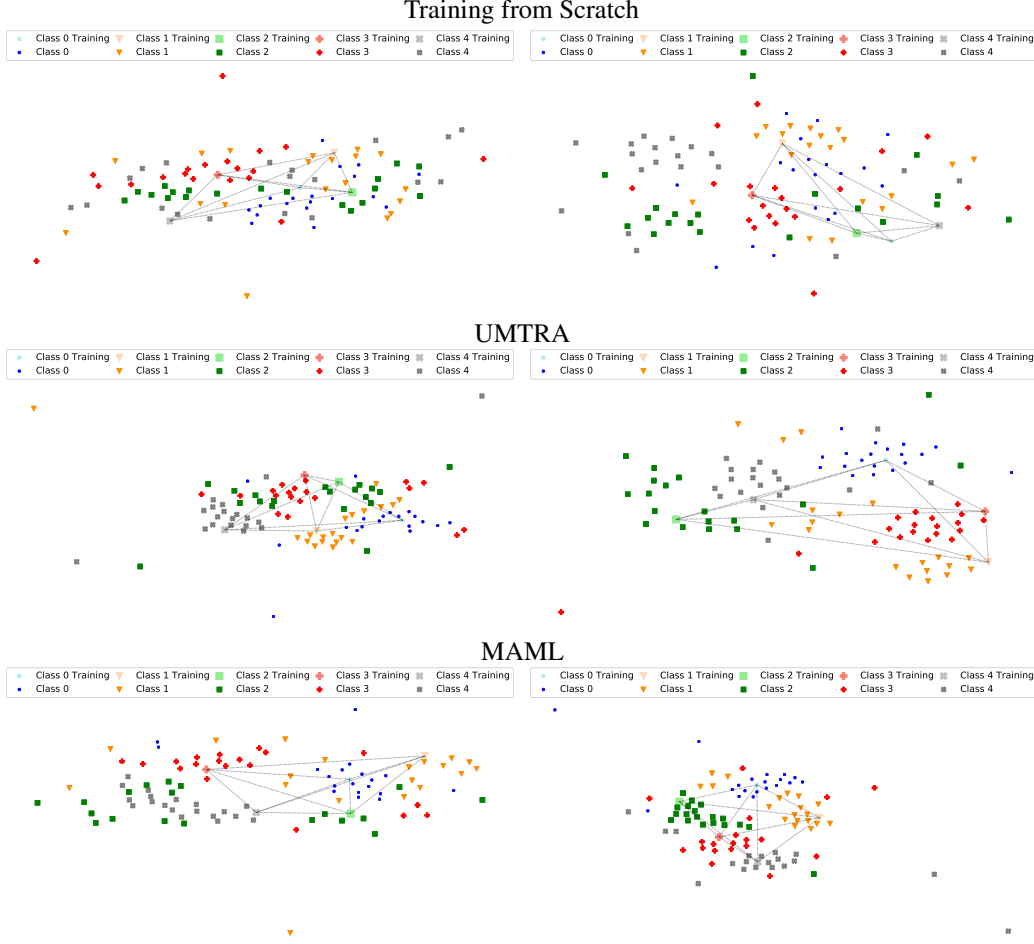 Training from Scratch
Class 0 Training Class 1 Training Class 2 Training Class 3 Training Class 4 Training
Class 0 Class 1 Class 2 Class 3 Class 4
Class 0 Training Class 1 Training Class 2 Training Class 3 Training Class 4 Training
Class 0 Class 1 Class 2 Class 3 Class 4
UMTRA
Class 0 Training Class 1 Training Class 2 Training Class 3 Training Class 4 Training
Class 0 Class 1 Class 2 Class 3 Class 4
Class 0 Training Class 1 Training Class 2 Training Class 3 Training Class 4 Training
Class 0 Class 1 Class 2 Class 3 Class 4
MAML
Class 0 Training Class 1 Training Class 2 Training Class 3 Training Class 4 Training
Class 0 Class 1 Class 2 Class 3 Class 4
Class 0 Training Class 1 Training Class 2 Training Class 3 Training Class 4 Training
Class 0 Class 1 Class 2 Class 3 Class 4